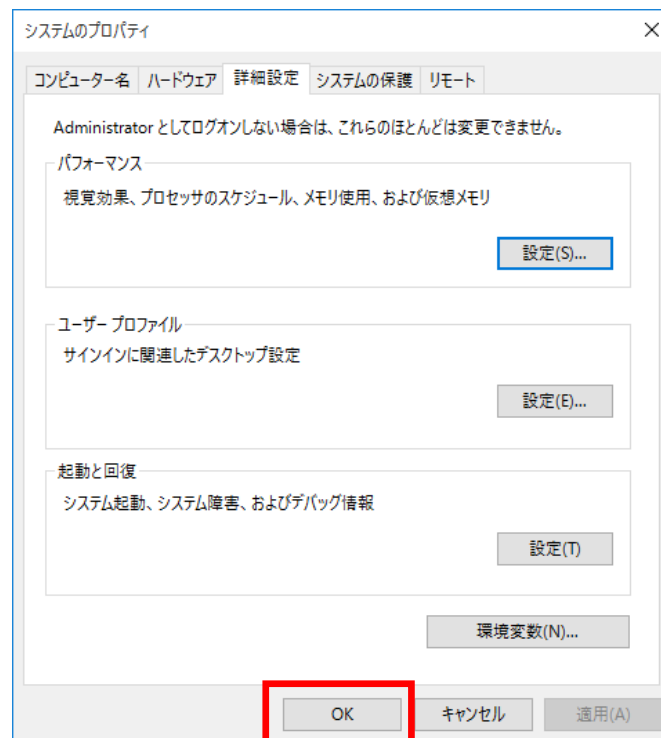 システムのプロパティ
コンピューター名 ハードウェア 詳細設定 システムの保護 リモート
Administrator としてログオンしない場合は、これらのほとんどは変更できません。
パフォーマンス
視覚効果、プロセッサのスケジュール、メモリ使用、および仮想メモリ
設定(S)...
ユーザー プロファイル
サインインに関連したデスクトップ設定
設定(E)...
起動と回復
システム起動、システム障害、およびデバッグ情報
設定(T)
環境変数(N)...
OK キャンセル 適用(A)